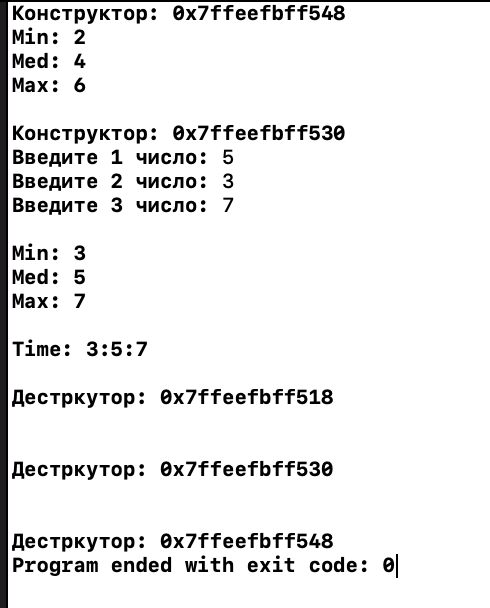 Конструктор: 0x7ffeefbff548
Min: 2
Med: 4
Max: 6
Конструктор: 0x7ffeefbff530
Введите 1 число: 5
Введите 2 число: 3
Введите 3 число: 7
Min: 3
Med: 5
Max: 7
Time: 3:5:7
Дестркутор: 0x7ffeefbff518
Дестркутор: 0x7ffeefbff530
Дестркутор: 0x7ffeefbff548
Program ended with exit code: 0